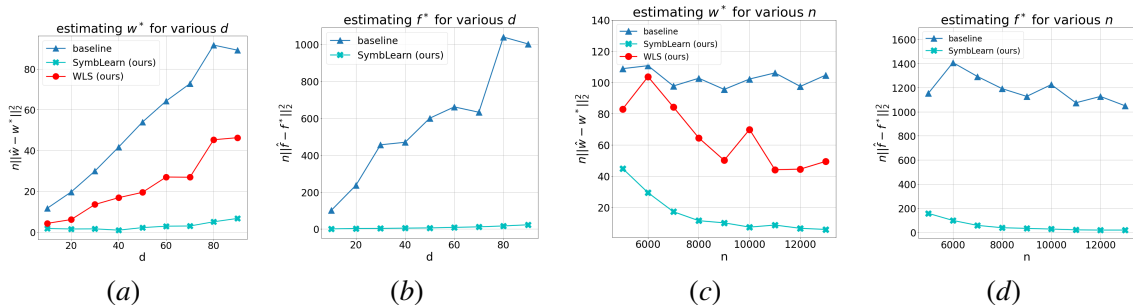 estimating w* for various d
baseline
SymbLearn (ours)
WLS (ours)
n||ŵ − w*||₂²
80
60
40
20
0
20 40 60 80
d
(a)
estimating f* for various d
baseline
SymbLearn (ours)
n||f̂ − f*||₂²
1000
800
600
400
200
0
20 40 60 80
d
(b)
estimating w* for various n
baseline
SymbLearn (ours)
WLS (ours)
n||ŵ − w*||₂²
140
120
100
80
60
40
20
6000 8000 10000 12000
n
(c)
estimating f* for various n
baseline
SymbLearn (ours)
n||f̂ − f*||₂²
1600
1400
1200
1000
800
600
400
200
0
6000 8000 10000 12000
n
(d)